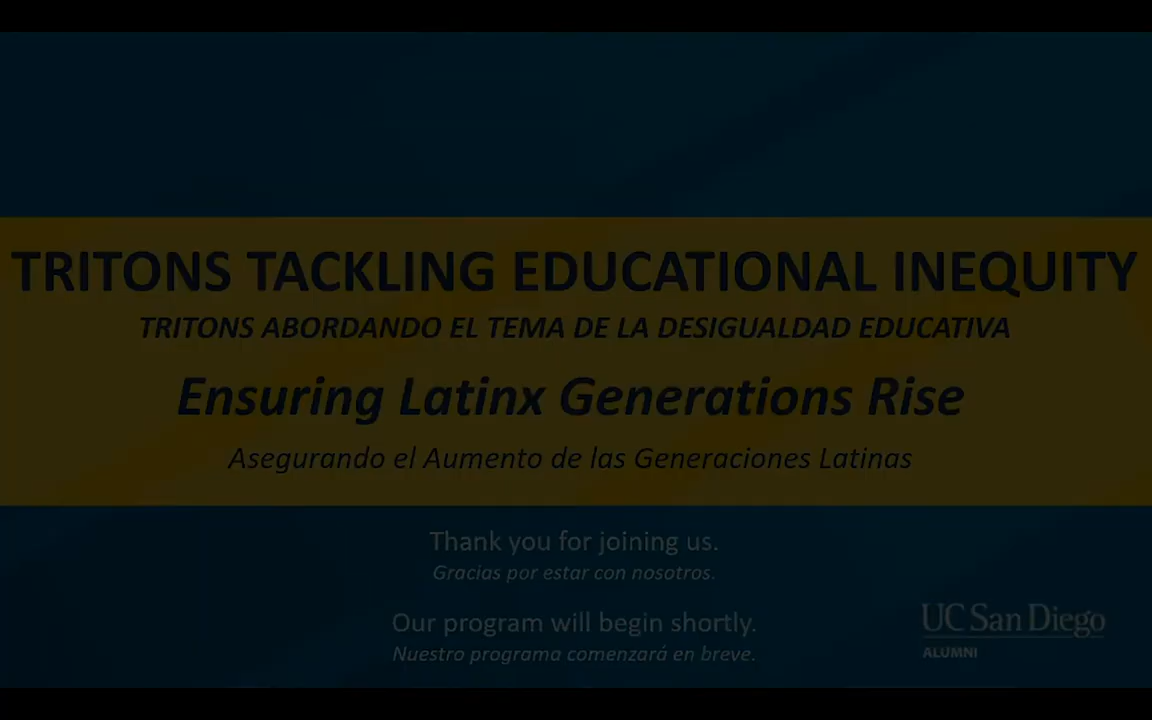 TRITONS TACKLING EDUCATIONAL INEQUITY
TRITONS ABORDANDO EL TEMA DE LA DESIGUALDAD EDUCATIVA
Ensuring Latinx Generations Rise
Asegurando el Aumento de las Generaciones Latinas
Thank you for joining us.
Gracias por estar con nosotros.
Our program will begin shortly.
Nuestro programa comenzará en breve.
UC San Diego
ALUMNI